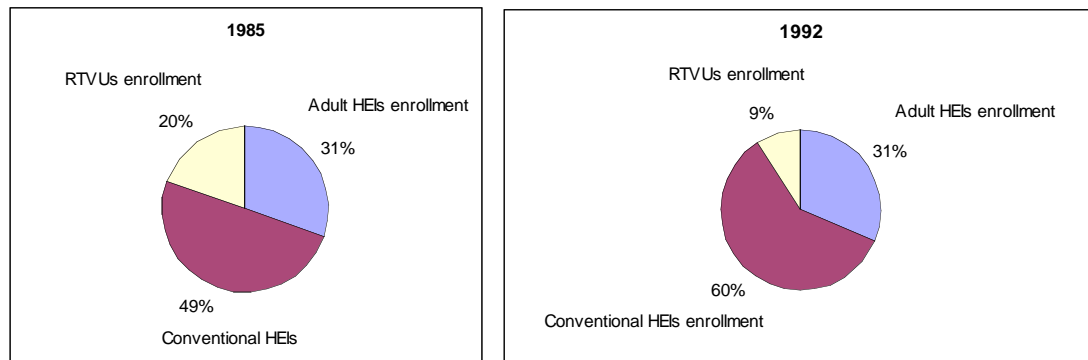 1985
RTVUs enrollment
Adult HEIs enrollment
20%
31%
49%
Conventional HEIs
1992
RTVUs enrollment
Adult HEIs enrollment
9%
31%
60%
Conventional HEIs enrollment